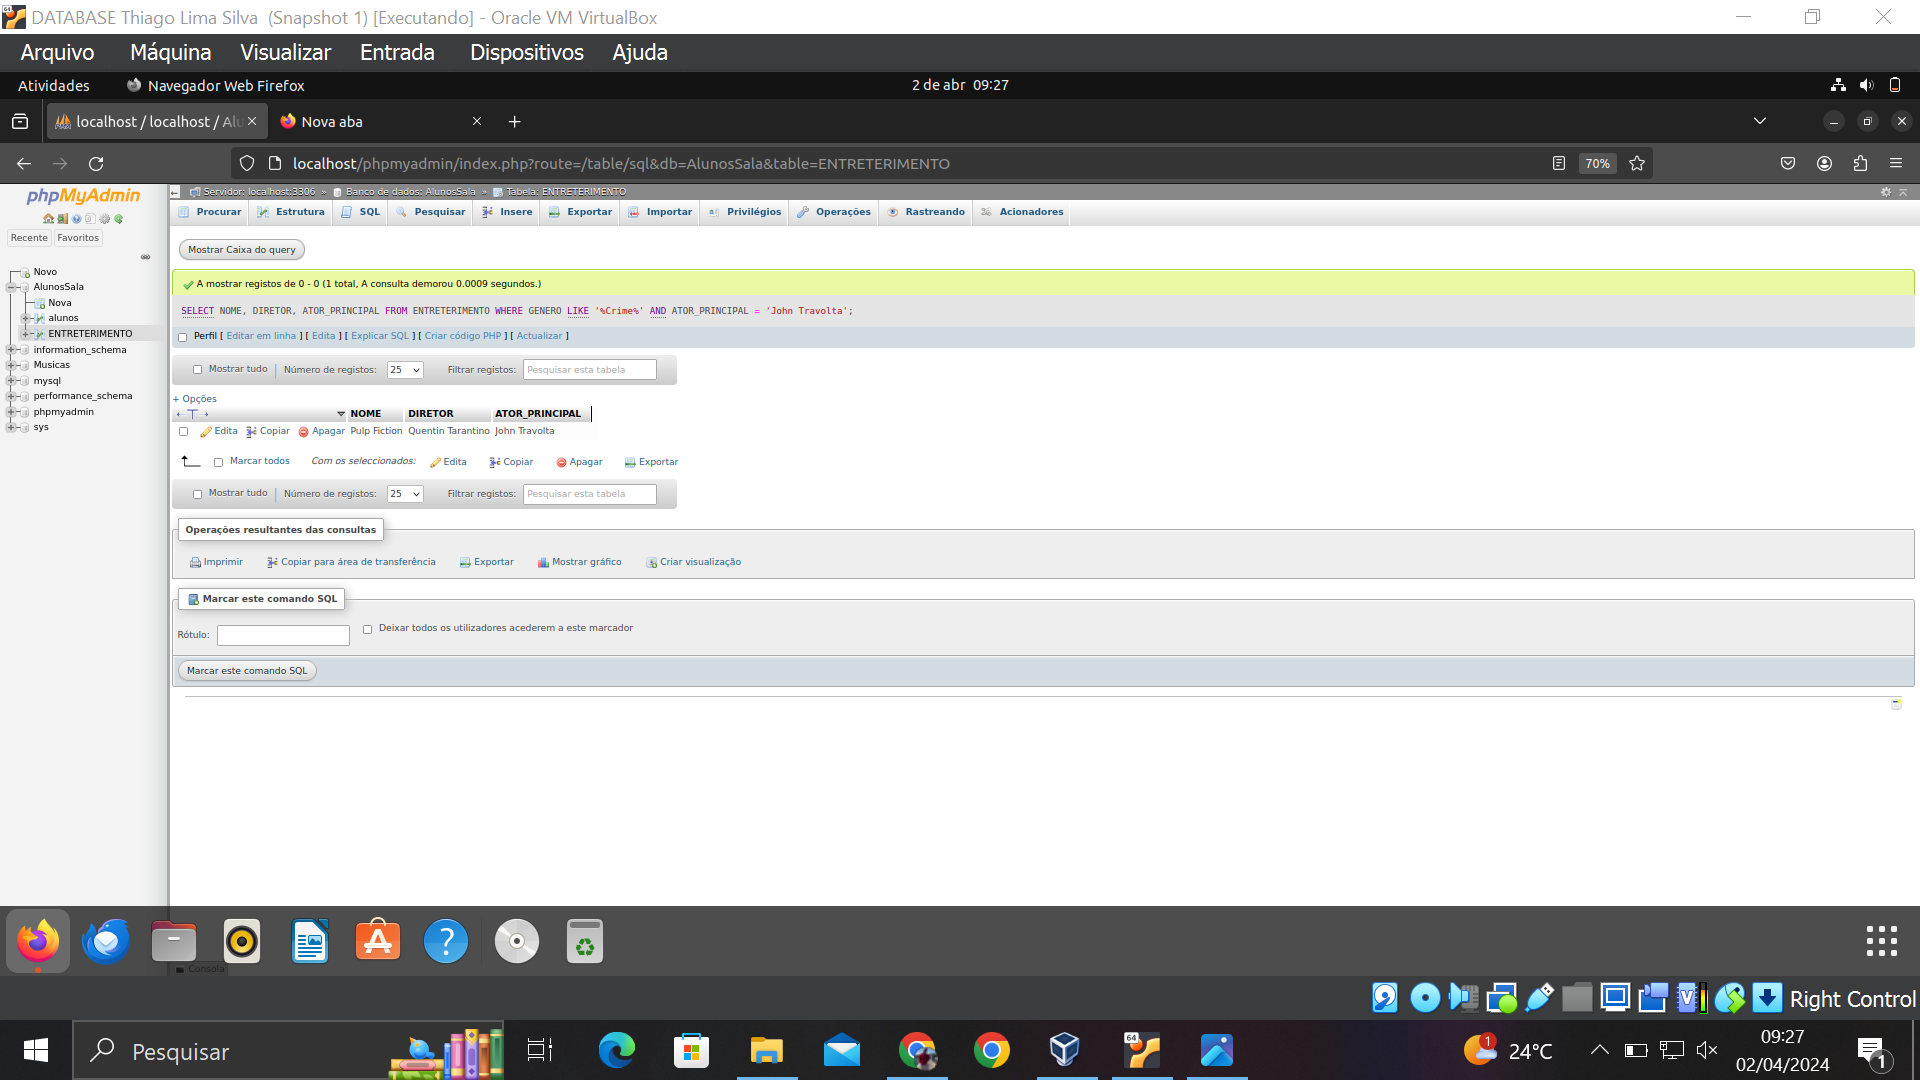 DATABASE Thiago Lima Silva (Snapshot 1) [Executando] - Oracle VM VirtualBox
Arquivo Máquina Visualizar Entrada Dispositivos Ajuda
Atividades Navegador Web Firefox 2 de abr 09:27
localhost / localhost / Alu Nova aba
localhost/phpmyadmin/index.php?route=/table/sql&db=AlunosSala&table=ENTRETERIMENTO 70%
phpMyAdmin
Servidor: localhost:3306 » Banco de dados: AlunosSala » Tabela: ENTRETERIMENTO
Procurar Estrutura SQL Pesquisar Insere Exportar Importar Privilégios Operações Rastreando Acionadores
Recente Favoritos
Novo
AlunosSala
Nova
alunos
ENTRETERIMENTO
information_schema
Musicas
mysql
performance_schema
phpmyadmin
sys
Mostrar Caixa do query
A mostrar registos de 0 - 0 (1 total, A consulta demorou 0.0009 segundos.)
SELECT NOME, DIRETOR, ATOR_PRINCIPAL FROM ENTRETERIMENTO WHERE GENERO LIKE '%Crime%' AND ATOR_PRINCIPAL = 'John Travolta';
Perfil [ Editar em linha ] [ Edita ] [ Explicar SQL ] [ Criar código PHP ] [ Actualizar ]
Mostrar tudo Número de registos: 25 Filtrar registos: Pesquisar esta tabela
+ Opções
NOME DIRETOR ATOR_PRINCIPAL
Edita Copiar Apagar Pulp Fiction Quentin Tarantino John Travolta
Marcar todos Com os seleccionados: Edita Copiar Apagar Exportar
Mostrar tudo Número de registos: 25 Filtrar registos: Pesquisar esta tabela
Operações resultantes das consultas
Imprimir Copiar para área de transferência Exportar Mostrar gráfico Criar visualização
Marcar este comando SQL
Rótulo: Deixar todos os utilizadores acederem a este marcador
Marcar este comando SQL
Consola
Right Control
Pesquisar
64
1
24°C
09:27
02/04/2024
1